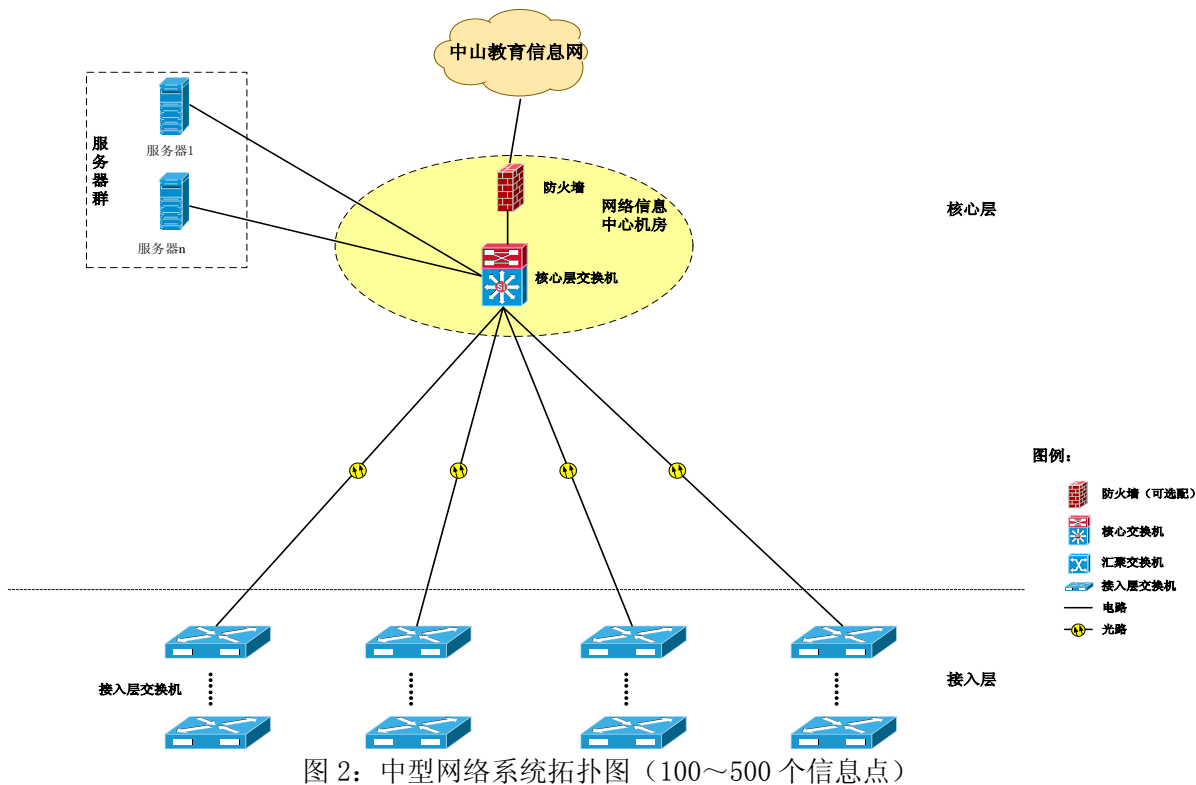 中山教育信息网
服务器群
服务器1
服务器n
防火墙
网络信息
中心机房
核心层交换机
核心层
图例：
防火墙（可选配）
核心交换机
汇聚交换机
接入层交换机
电路
光路
接入层交换机
接入层
图 2：中型网络系统拓扑图（100～500 个信息点）